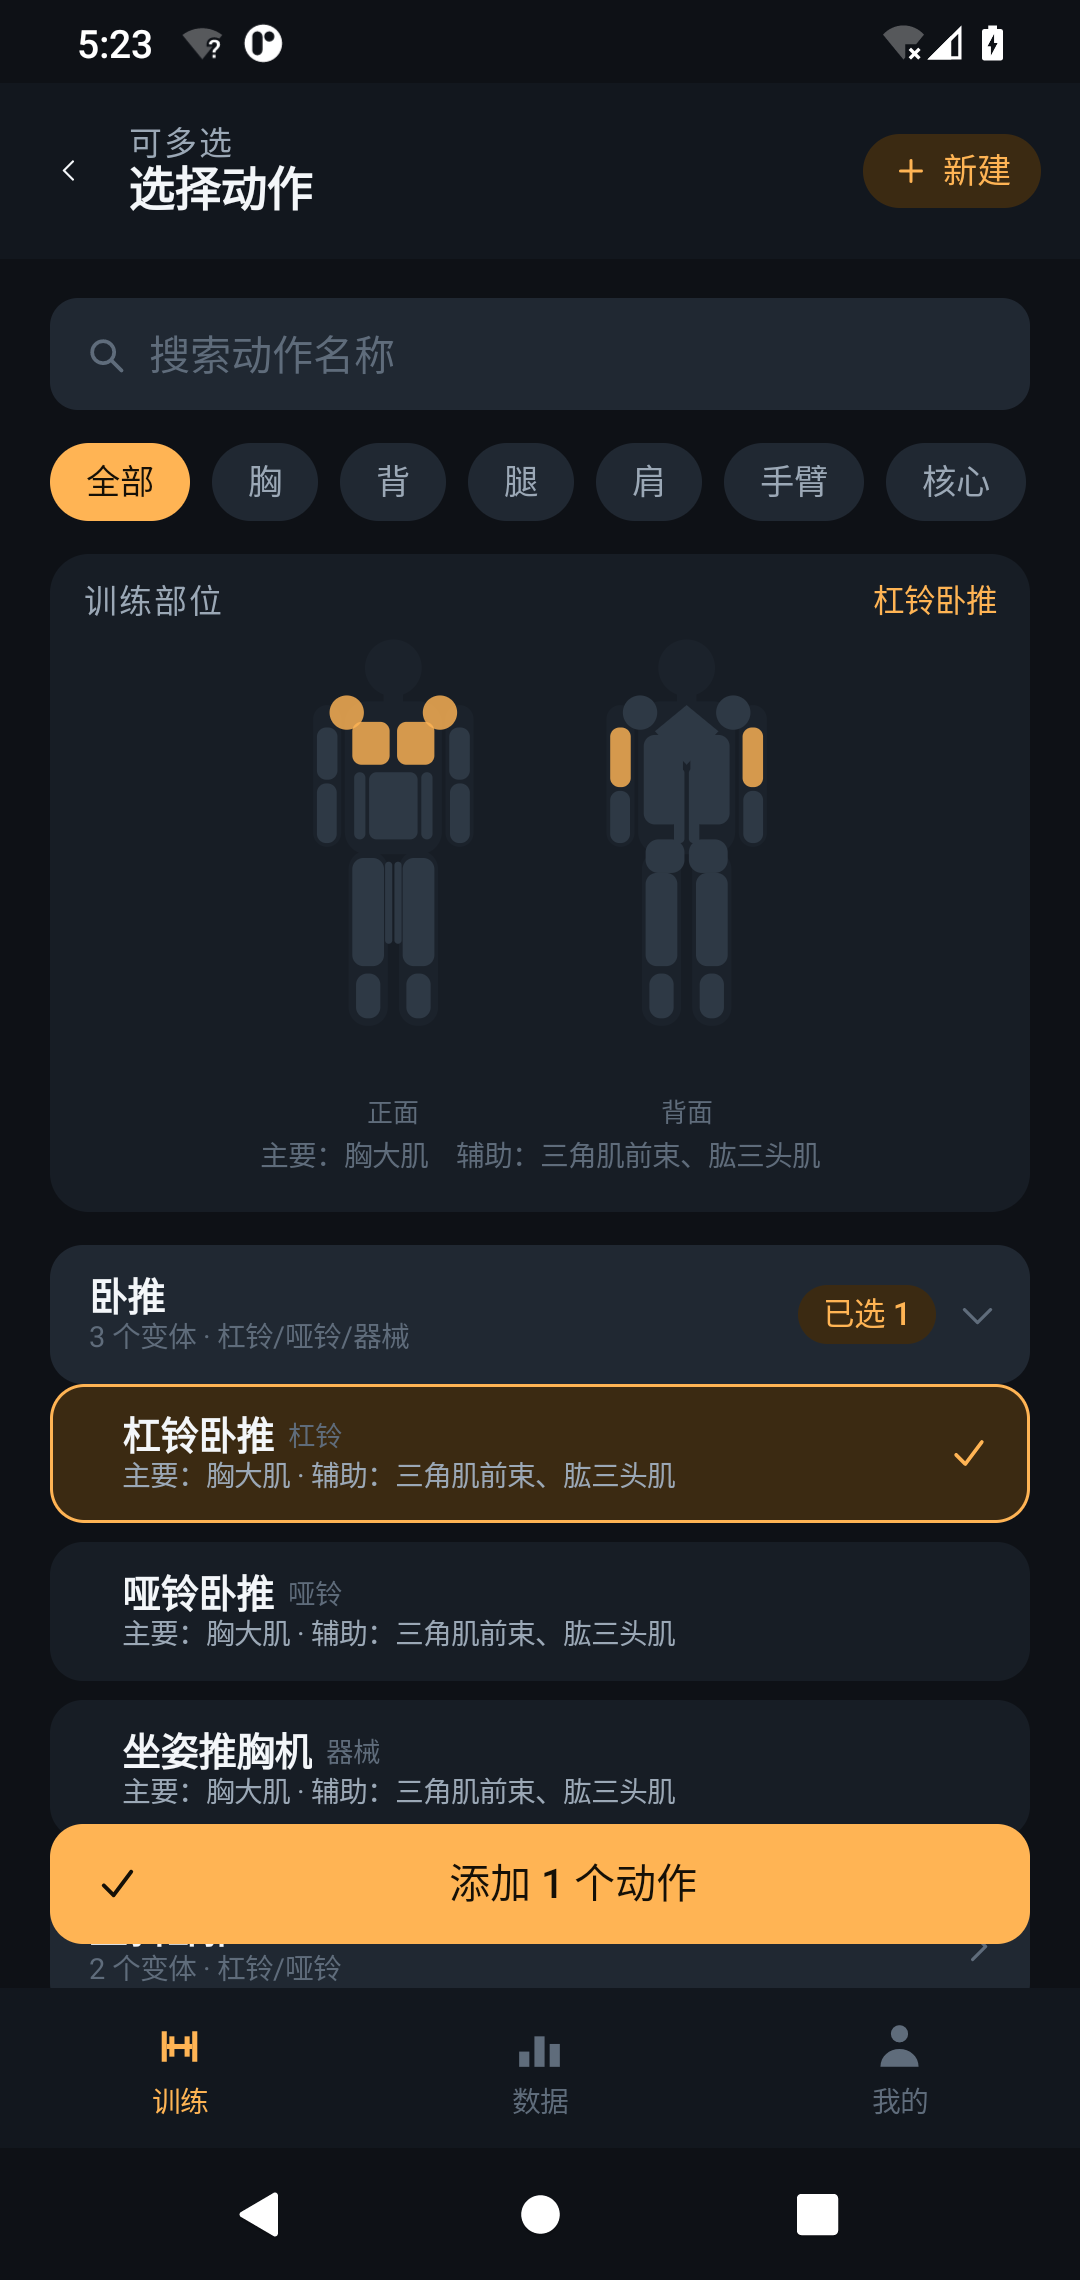 5:23
可多选
选择动作
新建
搜索动作名称
全部 胸 背 腿 肩 手臂 核心
训练部位 杠铃卧推
正面 背面
主要：胸大肌 辅助：三角肌前束、肱三头肌
卧推
3 个变体 · 杠铃/哑铃/器械
已选 1
杠铃卧推 杠铃
主要：胸大肌 · 辅助：三角肌前束、肱三头肌
哑铃卧推 哑铃
主要：胸大肌 · 辅助：三角肌前束、肱三头肌
坐姿推胸机 器械
主要：胸大肌 · 辅助：三角肌前束、肱三头肌
添加 1 个动作
2 个变体 · 杠铃/哑铃
训练 数据 我的